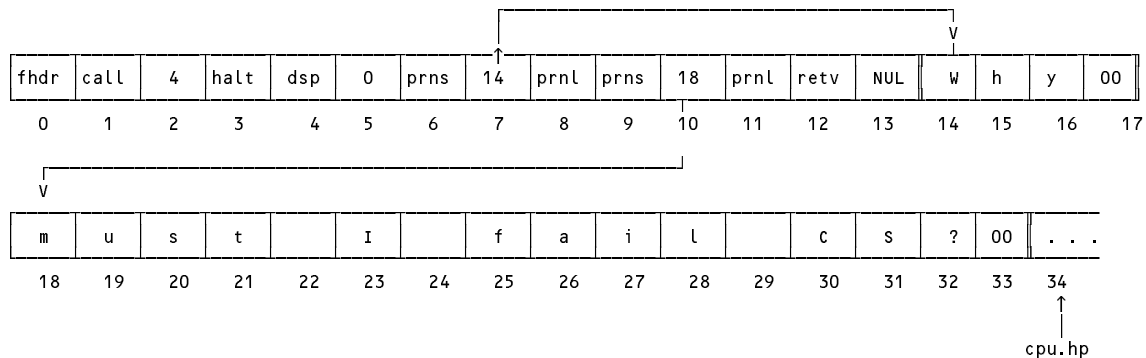 V
fhdr call 4 halt dsp 0 prns 14 prnl prns 18 prnl retv NUL W h y 00
0 1 2 3 4 5 6 7 8 9 10 11 12 13 14 15 16 17
V
m u s t I f a i l C S ? 00 . . .
18 19 20 21 22 23 24 25 26 27 28 29 30 31 32 33 34
cpu.hp